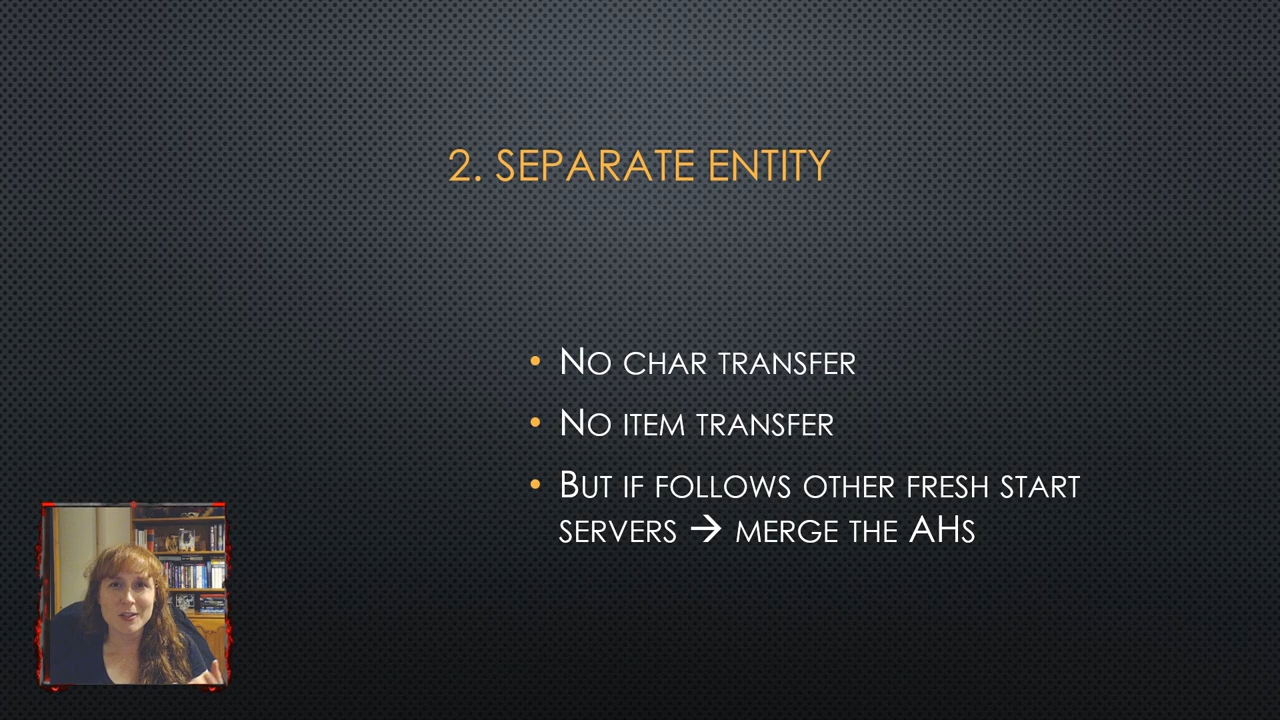 2. SEPARATE ENTITY
• NO CHAR TRANSFER
• NO ITEM TRANSFER
• BUT IF FOLLOWS OTHER FRESH START
SERVERS → MERGE THE AHS